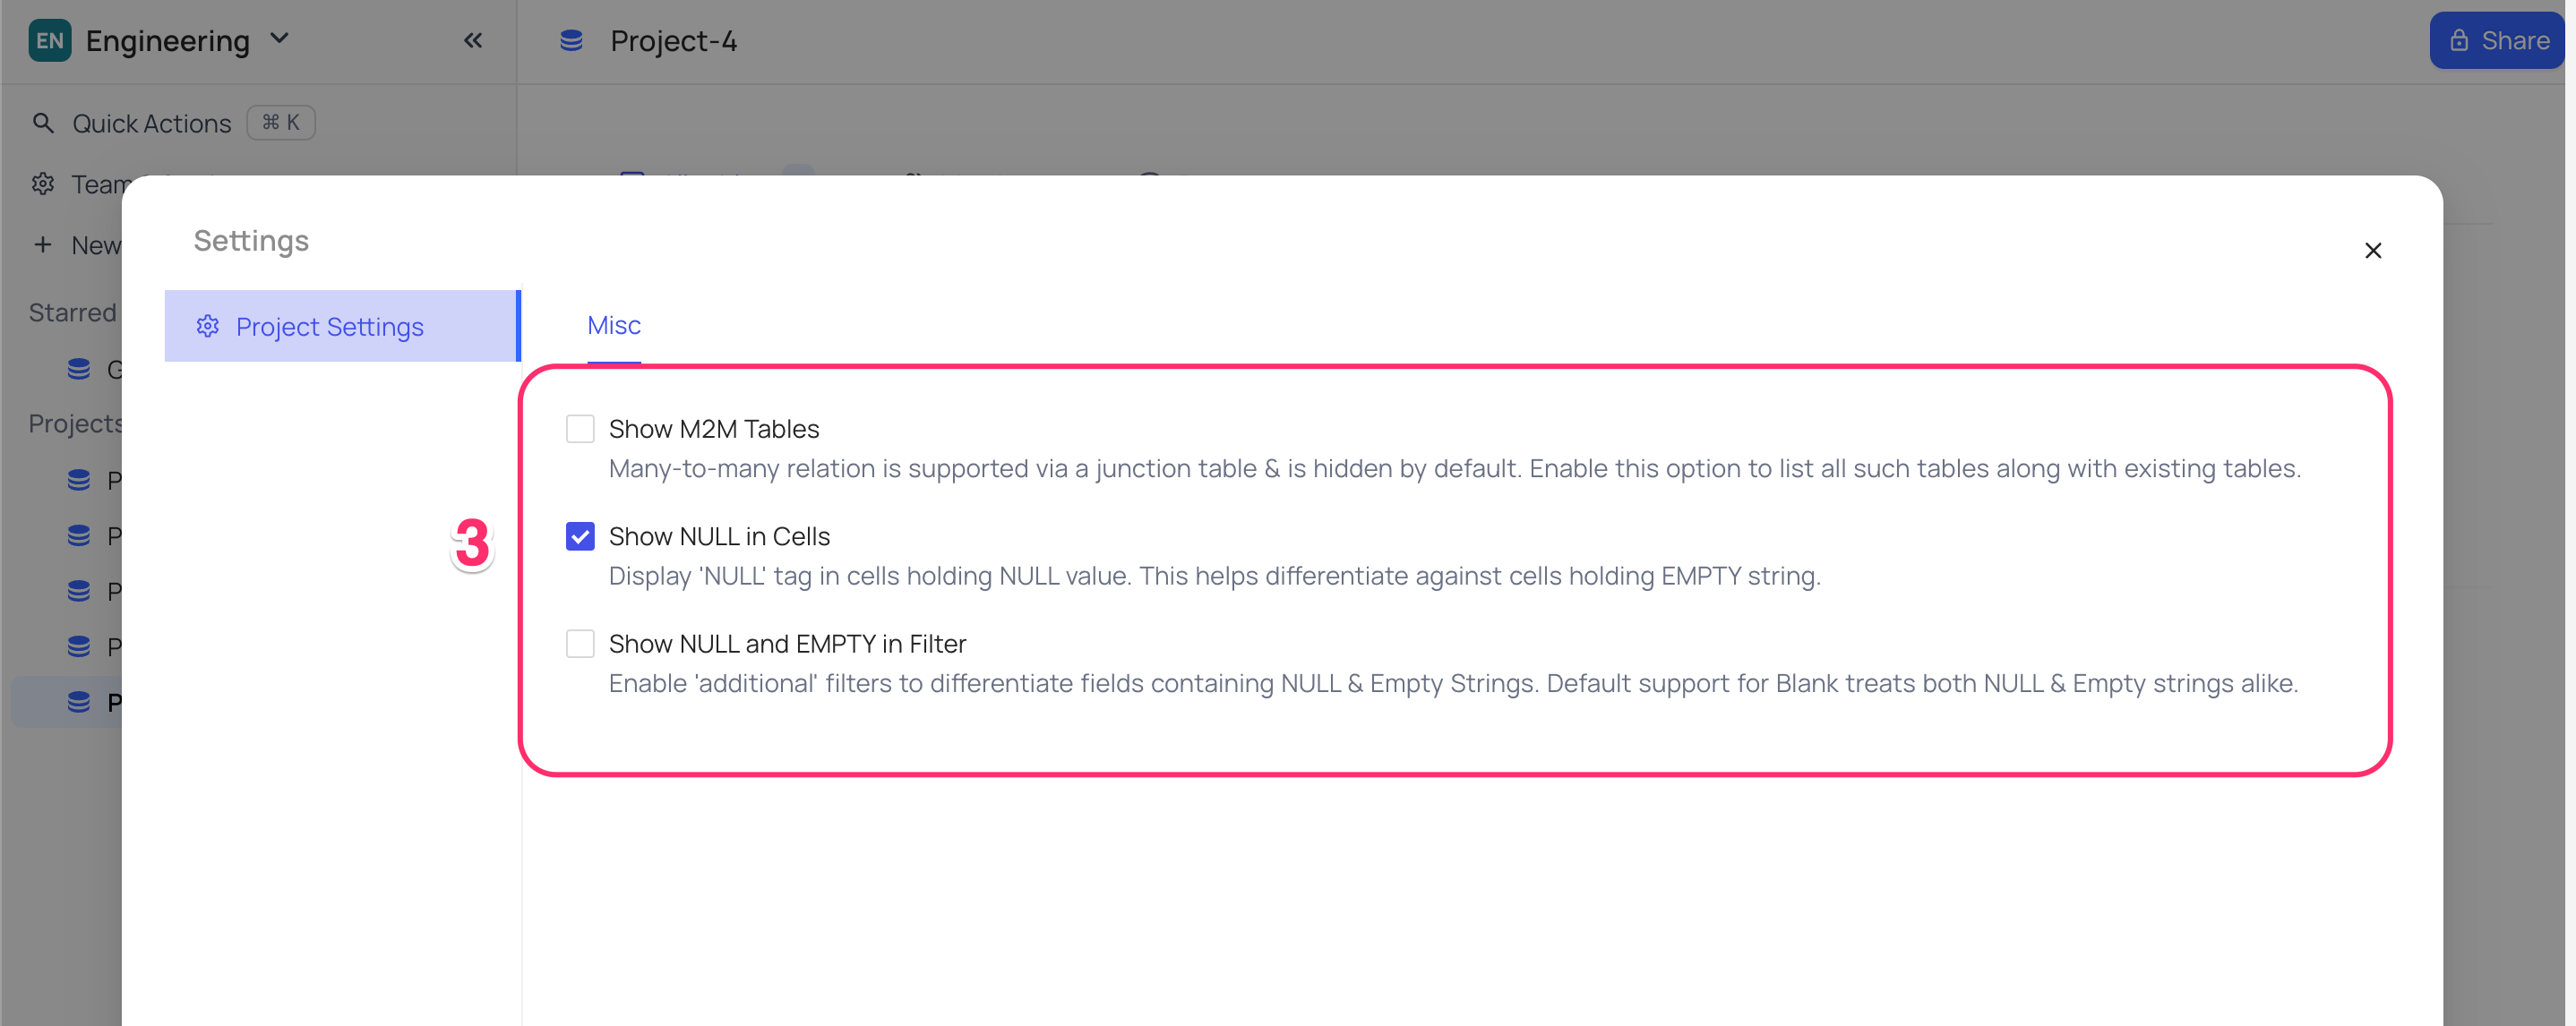 EN Engineering
Project-4
Share
Quick Actions ⌘ K
Team
New
Starred
G
Projects
P
P
P
P
P
Settings
Project Settings
Misc
3
Show M2M Tables
Many-to-many relation is supported via a junction table & is hidden by default. Enable this option to list all such tables along with existing tables.
Show NULL in Cells
Display 'NULL' tag in cells holding NULL value. This helps differentiate against cells holding EMPTY string.
Show NULL and EMPTY in Filter
Enable 'additional' filters to differentiate fields containing NULL & Empty Strings. Default support for Blank treats both NULL & Empty strings alike.